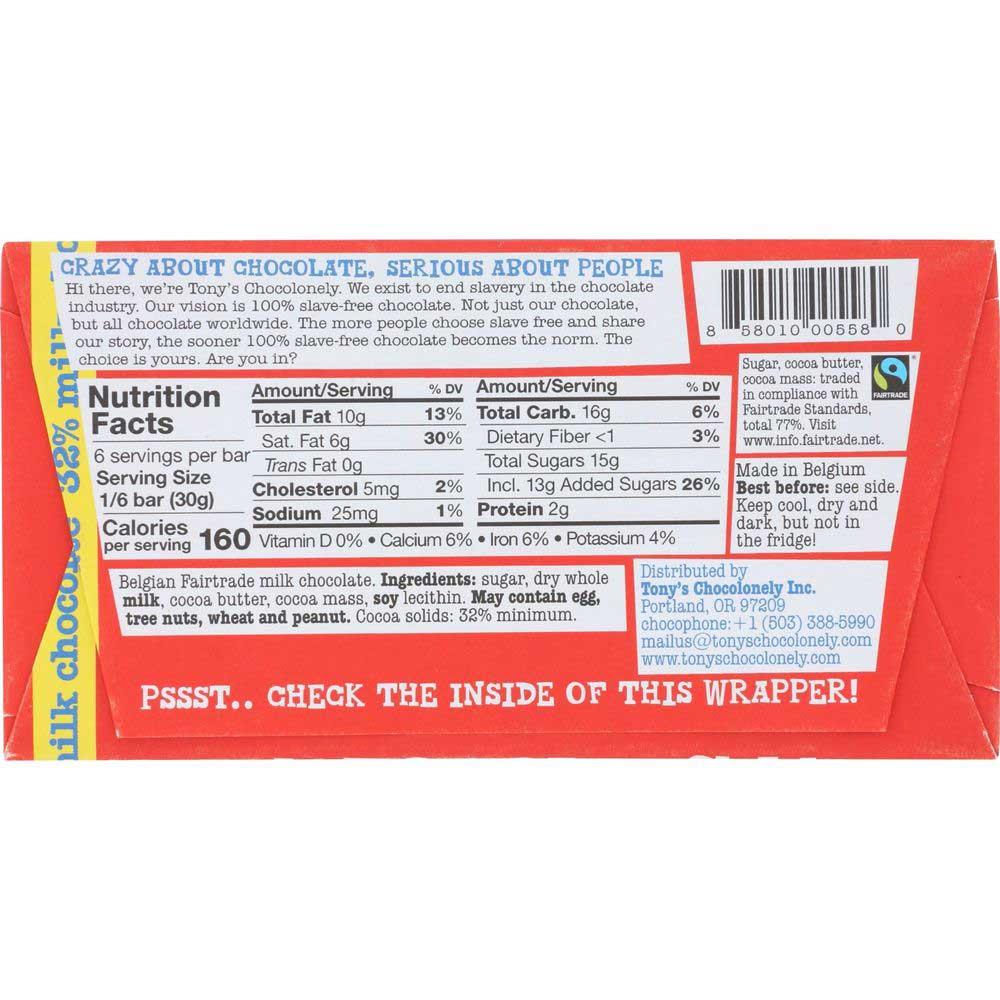 CRAZY ABOUT CHOCOLATE, SERIOUS ABOUT PEOPLE
Hi there, we're Tony's Chocolonely. We exist to end slavery in the chocolate
industry. Our vision is 100% slave-free chocolate. Not just our chocolate,
but all chocolate worldwide. The more people choose slave free and share
our story, the sooner 100% slave-free chocolate becomes the norm. The
choice is yours. Are you in?
8 58010 00558 0
Nutrition
Facts
6 servings per bar
Serving Size
1/6 bar (30g)
Calories
per serving 160
Amount/Serving % DV
Total Fat 10g 13%
Sat. Fat 6g 30%
Trans Fat 0g
Cholesterol 5mg 2%
Sodium 25mg 1%
Amount/Serving % DV
Total Carb. 16g 6%
Dietary Fiber <1 3%
Total Sugars 15g
Incl. 13g Added Sugars 26%
Protein 2g
Vitamin D 0% • Calcium 6% • Iron 6% • Potassium 4%
Sugar, cocoa butter,
cocoa mass: traded
in compliance with
Fairtrade Standards,
total 77%. Visit
www.info.fairtrade.net.
FAIRTRADE
Made in Belgium
Best before: see side.
Keep cool, dry and
dark, but not in
the fridge!
Belgian Fairtrade milk chocolate. Ingredients: sugar, dry whole
milk, cocoa butter, cocoa mass, soy lecithin. May contain egg,
tree nuts, wheat and peanut. Cocoa solids: 32% minimum.
Distributed by
Tony's Chocolonely Inc.
Portland, OR 97209
chocophone: +1 (503) 388-5990
mailus@tonyschocolonely.com
www.tonyschocolonely.com
PSSST.. CHECK THE INSIDE OF THIS WRAPPER!
32%